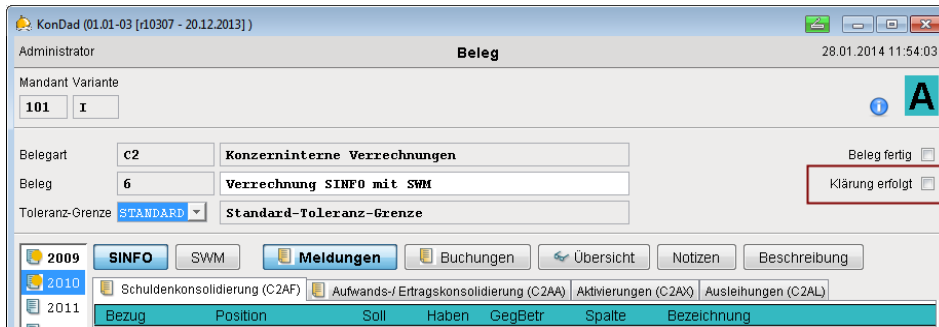 KonDad (01.01-03 [r10307 - 20.12.2013] )
Administrator Beleg 28.01.2014 11:54:03
Mandant Variante
101 I A
Belegart C2 Konzerninterne Verrechnungen Beleg fertig
Beleg 6 Verrechnung SINFO mit SWM Klärung erfolgt
Toleranz-Grenze STANDARD Standard-Toleranz-Grenze
2009 SINFO SWM Meldungen Buchungen Übersicht Notizen Beschreibung
2010 Schuldenkonsolidierung (C2AF) Aufwands-/ Ertragskonsolidierung (C2AA) Aktivierungen (C2AX) Ausleihungen (C2AL)
2011 Bezug Position Soll Haben GegBetr Spalte Bezeichnung